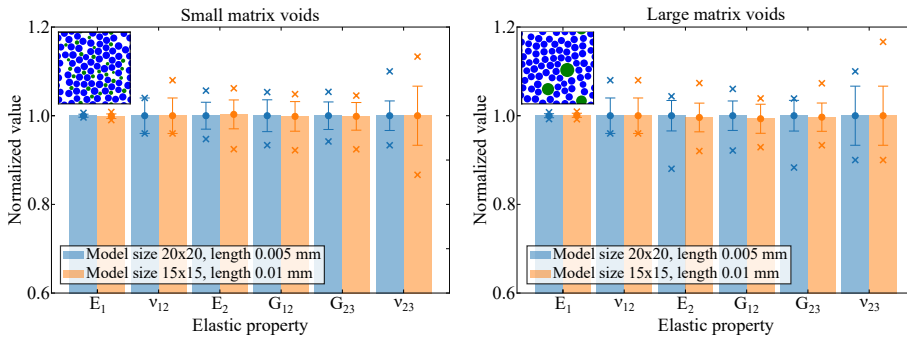 Small matrix voids
1.2
1.0
0.8
0.6
Normalized value
Model size 20x20, length 0.005 mm
Model size 15x15, length 0.01 mm
E₁ ν₁₂ E₂ G₁₂ G₂₃ ν₂₃
Elastic property
Large matrix voids
1.2
1.0
0.8
0.6
Normalized value
Model size 20x20, length 0.005 mm
Model size 15x15, length 0.01 mm
E₁ ν₁₂ E₂ G₁₂ G₂₃ ν₂₃
Elastic property